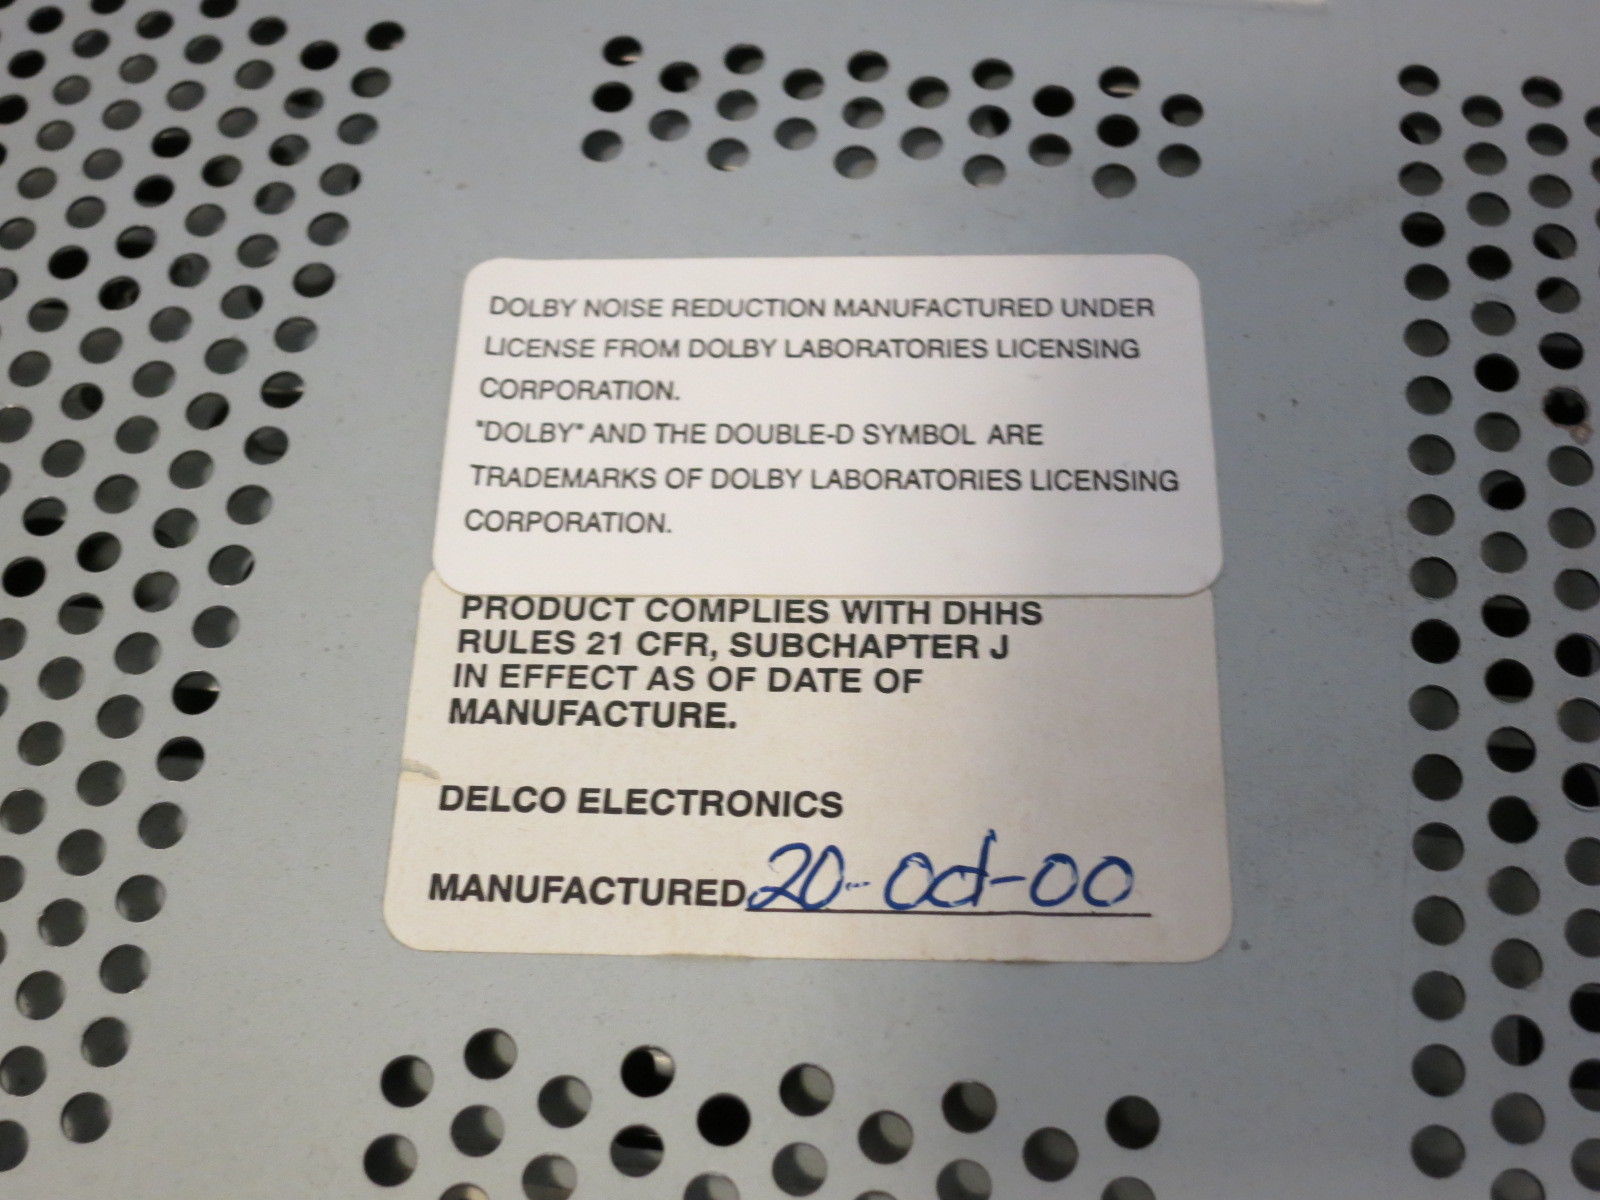 DOLBY NOISE REDUCTION MANUFACTURED UNDER
LICENSE FROM DOLBY LABORATORIES LICENSING
CORPORATION.
"DOLBY" AND THE DOUBLE-D SYMBOL ARE
TRADEMARKS OF DOLBY LABORATORIES LICENSING
CORPORATION.
PRODUCT COMPLIES WITH DHHS
RULES 21 CFR, SUBCHAPTER J
IN EFFECT AS OF DATE OF
MANUFACTURE.
DELCO ELECTRONICS
MANUFACTURED 20-Oct-00